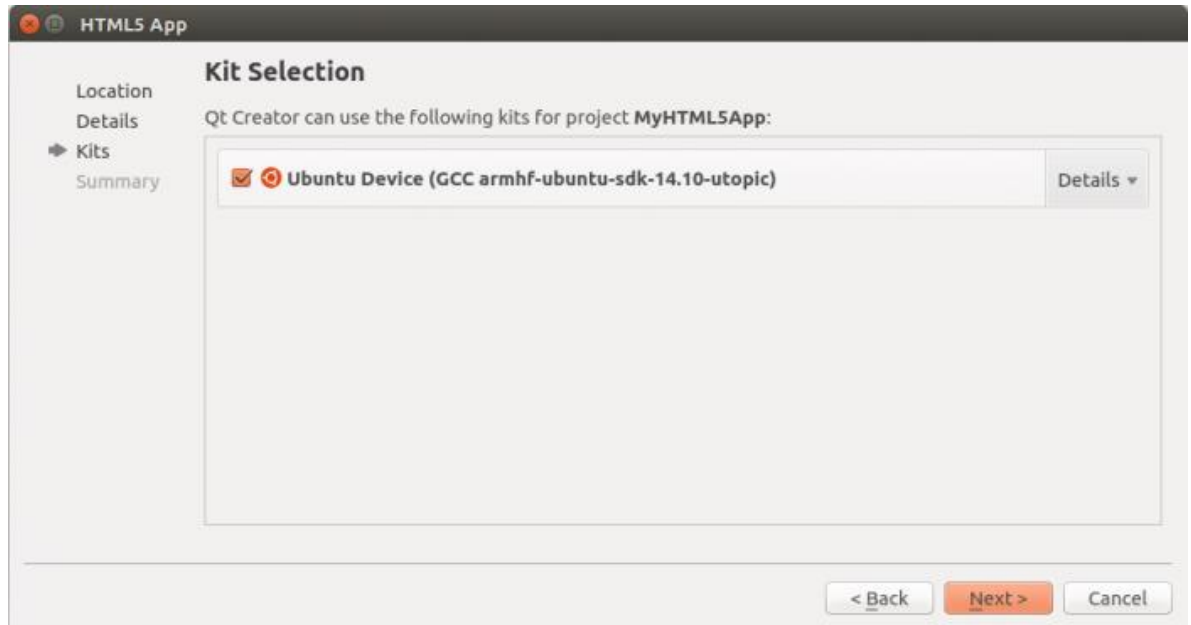 HTML5 App
Location
Details
Kits
Summary
Kit Selection
Qt Creator can use the following kits for project MyHTML5App:
Ubuntu Device (GCC armhf-ubuntu-sdk-14.10-utopic)
Details
< Back
Next >
Cancel